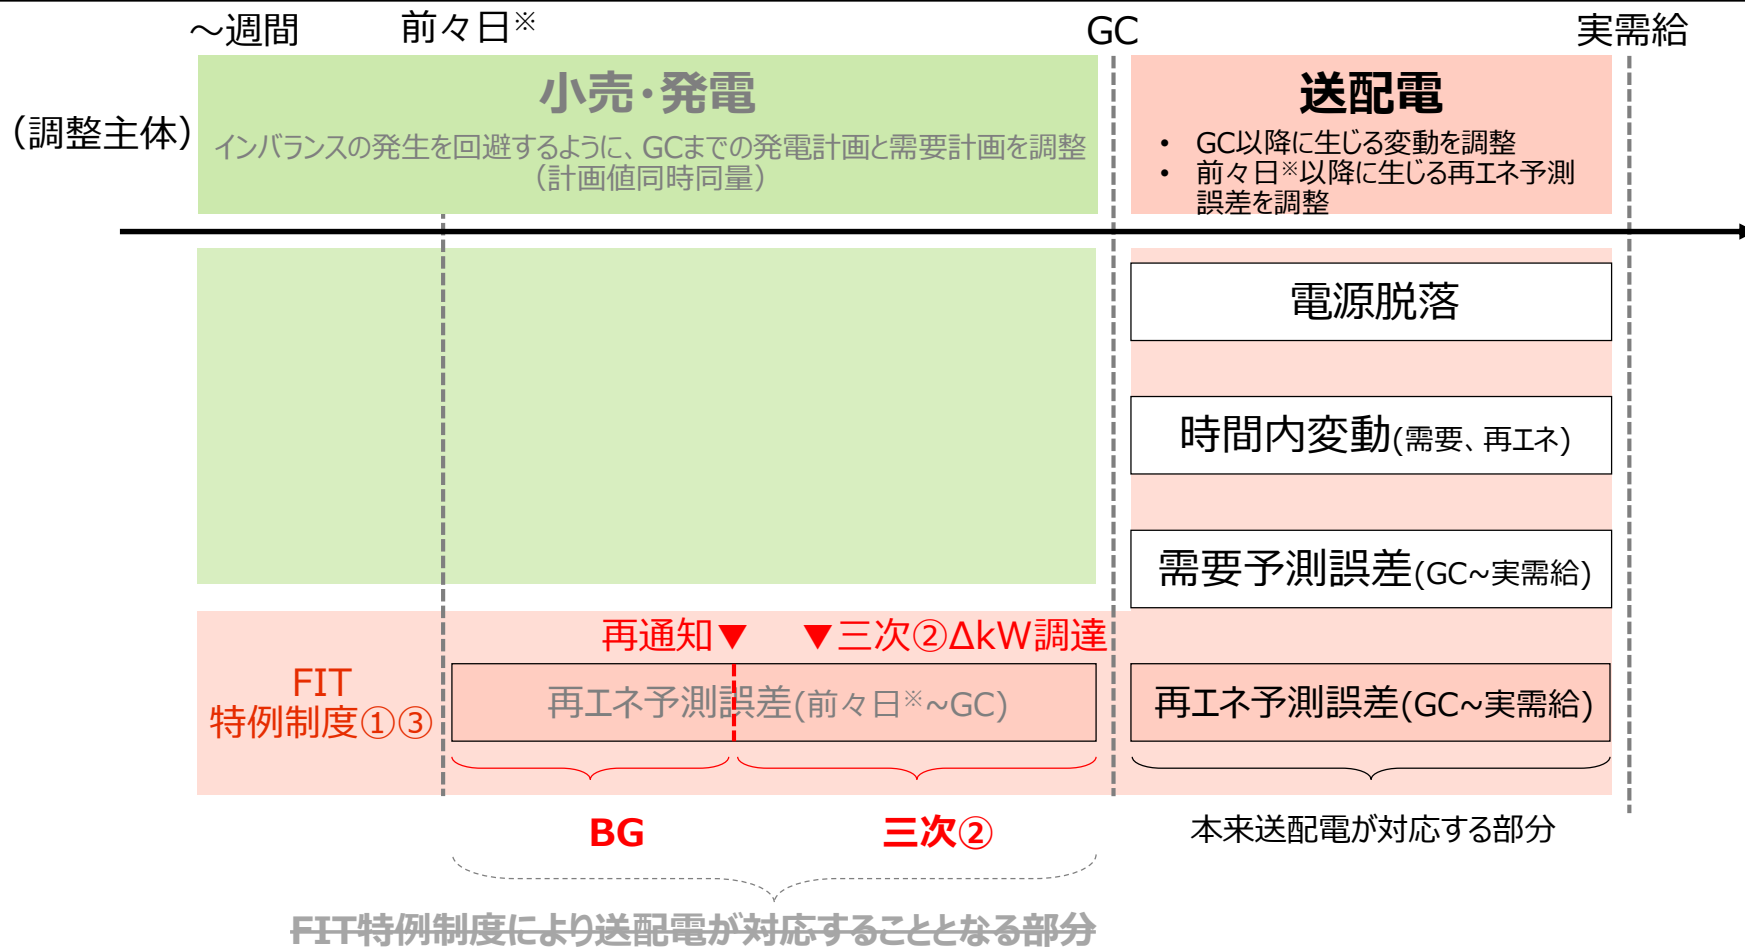 ～週間
前々日※
GC
実需給
（調整主体）
小売・発電
インバランスの発生を回避するように、GCまでの発電計画と需要計画を調整
（計画値同時同量）
送配電
• GC以降に生じる変動を調整
• 前々日※以降に生じる再エネ予測
誤差を調整
電源脱落
時間内変動(需要、再エネ)
需要予測誤差(GC~実需給)
再通知▼
▼三次②ΔkW調達
FIT
特例制度①③
再エネ予測誤差(前々日※~GC)
再エネ予測誤差(GC~実需給)
BG
三次②
本来送配電が対応する部分
FIT特例制度により送配電が対応することとなる部分